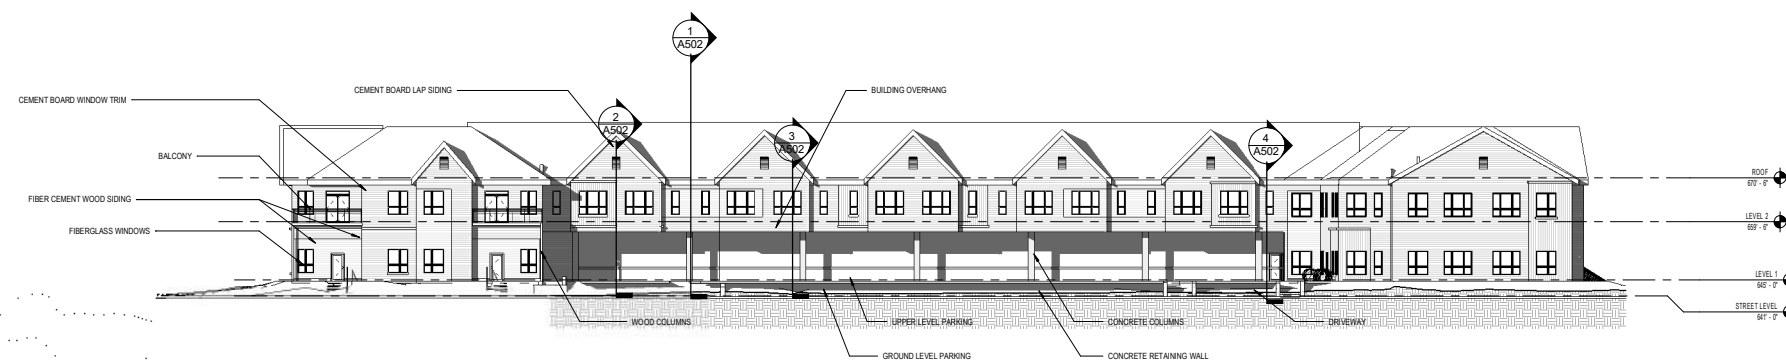 1
A502
CEMENT BOARD WINDOW TRIM
CEMENT BOARD LAP SIDING
BUILDING OVERHANG
2
A502
3
A502
4
A502
BALCONY
ROOF
670' - 6"
FIBER CEMENT WOOD SIDING
LEVEL 2
659' - 6"
FIBERGLASS WINDOWS
LEVEL 1
645' - 0"
STREET LEVEL
641' - 0"
WOOD COLUMNS
UPPER LEVEL PARKING
CONCRETE COLUMNS
DRIVEWAY
GROUND LEVEL PARKING
CONCRETE RETAINING WALL